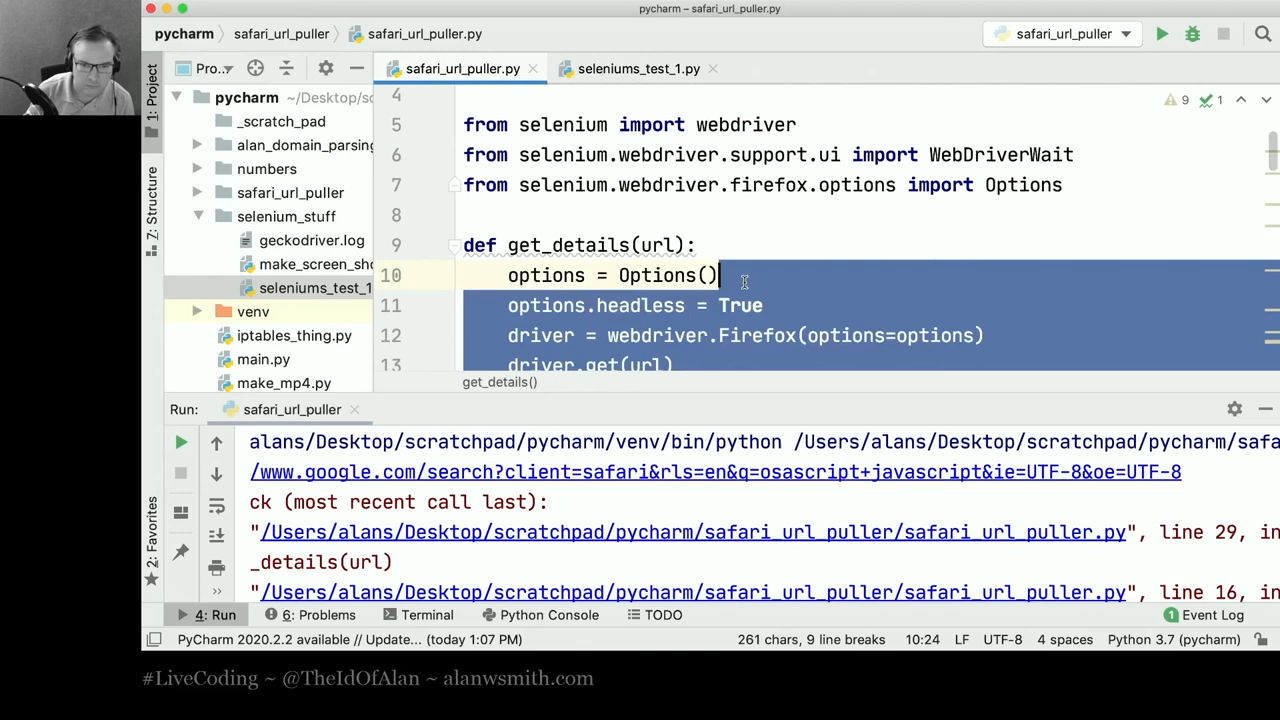 pycharm – safari_url_puller.py
pycharm safari_url_puller safari_url_puller.py safari_url_puller
1: Project
Pro... safari_url_puller.py seleniums_test_1.py
pycharm ~/Desktop/sc
_scratch_pad
alan_domain_parsing
numbers
safari_url_puller
selenium_stuff
geckodriver.log
make_screen_sho
seleniums_test_1
venv
iptables_thing.py
main.py
make_mp4.py
7: Structure
2: Favorites
9 1
4
5 from selenium import webdriver
6 from selenium.webdriver.support.ui import WebDriverWait
7 from selenium.webdriver.firefox.options import Options
8
9 def get_details(url):
10 options = Options()
11 options.headless = True
12 driver = webdriver.Firefox(options=options)
13 driver.get(url)
get_details()
Run: safari_url_puller
alans/Desktop/scratchpad/pycharm/venv/bin/python /Users/alans/Desktop/scratchpad/pycharm/safa
/www.google.com/search?client=safari&rls=en&q=osascript+javascript&ie=UTF-8&oe=UTF-8
ck (most recent call last):
"/Users/alans/Desktop/scratchpad/pycharm/safari_url_puller/safari_url_puller.py", line 29, in
_details(url)
"/Users/alans/Desktop/scratchpad/pycharm/safari_url_puller/safari_url_puller.py", line 16, in
4: Run 6: Problems Terminal Python Console TODO 1 Event Log
PyCharm 2020.2.2 available // Update... (today 1:07 PM) 261 chars, 9 line breaks 10:24 LF UTF-8 4 spaces Python 3.7 (pycharm)
#LiveCoding ~ @TheIdOfAlan ~ alanwsmith.com